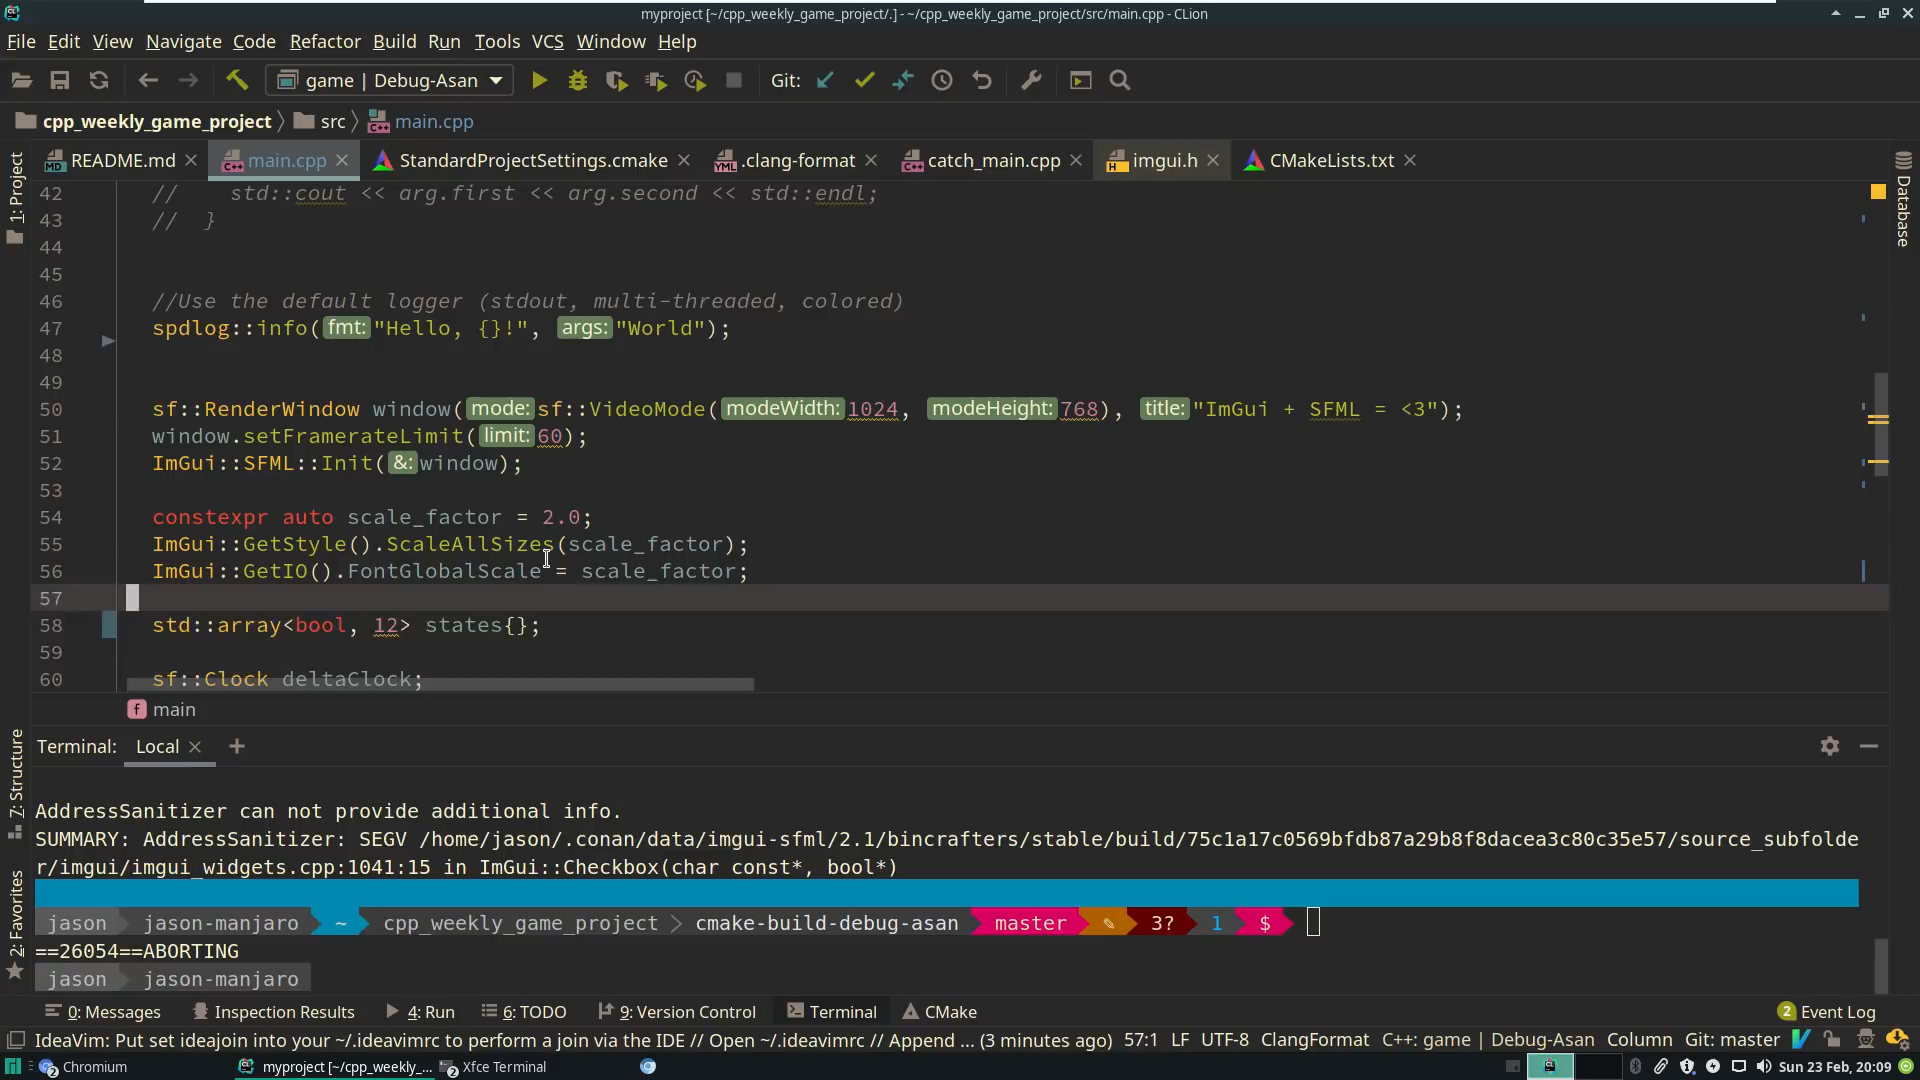 myproject [~/cpp_weekly_game_project/.] - ~/cpp_weekly_game_project/src/main.cpp - CLion
File Edit View Navigate Code Refactor Build Run Tools VCS Window Help
game | Debug-Asan Git:
cpp_weekly_game_project src main.cpp
README.md main.cpp StandardProjectSettings.cmake .clang-format catch_main.cpp imgui.h CMakeLists.txt
1: Project
Database
42 // std::cout << arg.first << arg.second << std::endl;
43 // }
44
45
46 //Use the default logger (stdout, multi-threaded, colored)
47 spdlog::info(fmt:"Hello, {}!", args:"World");
48
49
50 sf::RenderWindow window(mode:sf::VideoMode(modeWidth:1024, modeHeight:768), title:"ImGui + SFML = <3");
51 window.setFramerateLimit(limit:60);
52 ImGui::SFML::Init(&:window);
53
54 constexpr auto scale_factor = 2.0;
55 ImGui::GetStyle().ScaleAllSizes(scale_factor);
56 ImGui::GetIO().FontGlobalScale = scale_factor;
57
58 std::array<bool, 12> states{};
59
60 sf::Clock deltaClock;
f main
7: Structure
2: Favorites
Terminal: Local
AddressSanitizer can not provide additional info.
SUMMARY: AddressSanitizer: SEGV /home/jason/.conan/data/imgui-sfml/2.1/bincrafters/stable/build/75c1a17c0569bfdb87a29b8f8dacea3c80c35e57/source_subfolde
r/imgui/imgui_widgets.cpp:1041:15 in ImGui::Checkbox(char const*, bool*)
jason jason-manjaro ~ cpp_weekly_game_project > cmake-build-debug-asan master ✎ 3? 1 $
==26054==ABORTING
jason jason-manjaro
0: Messages Inspection Results 4: Run 6: TODO 9: Version Control Terminal CMake 2 Event Log
IdeaVim: Put set ideajoin into your ~/.ideavimrc to perform a join via the IDE // Open ~/.ideavimrc // Append ... (3 minutes ago) 57:1 LF UTF-8 ClangFormat C++: game | Debug-Asan Column Git: master
2 Chromium myproject [~/cpp_weekly_... 2 Xfce Terminal 2 Sun 23 Feb, 20:09